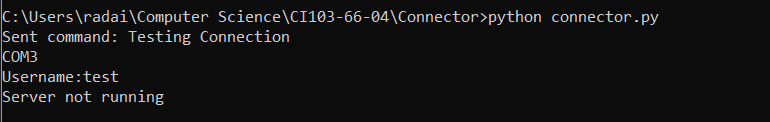 C:\Users\radai\Computer Science\CI103-66-04\Connector>python connector.py
Sent command: Testing Connection
COM3
Username:test
Server not running